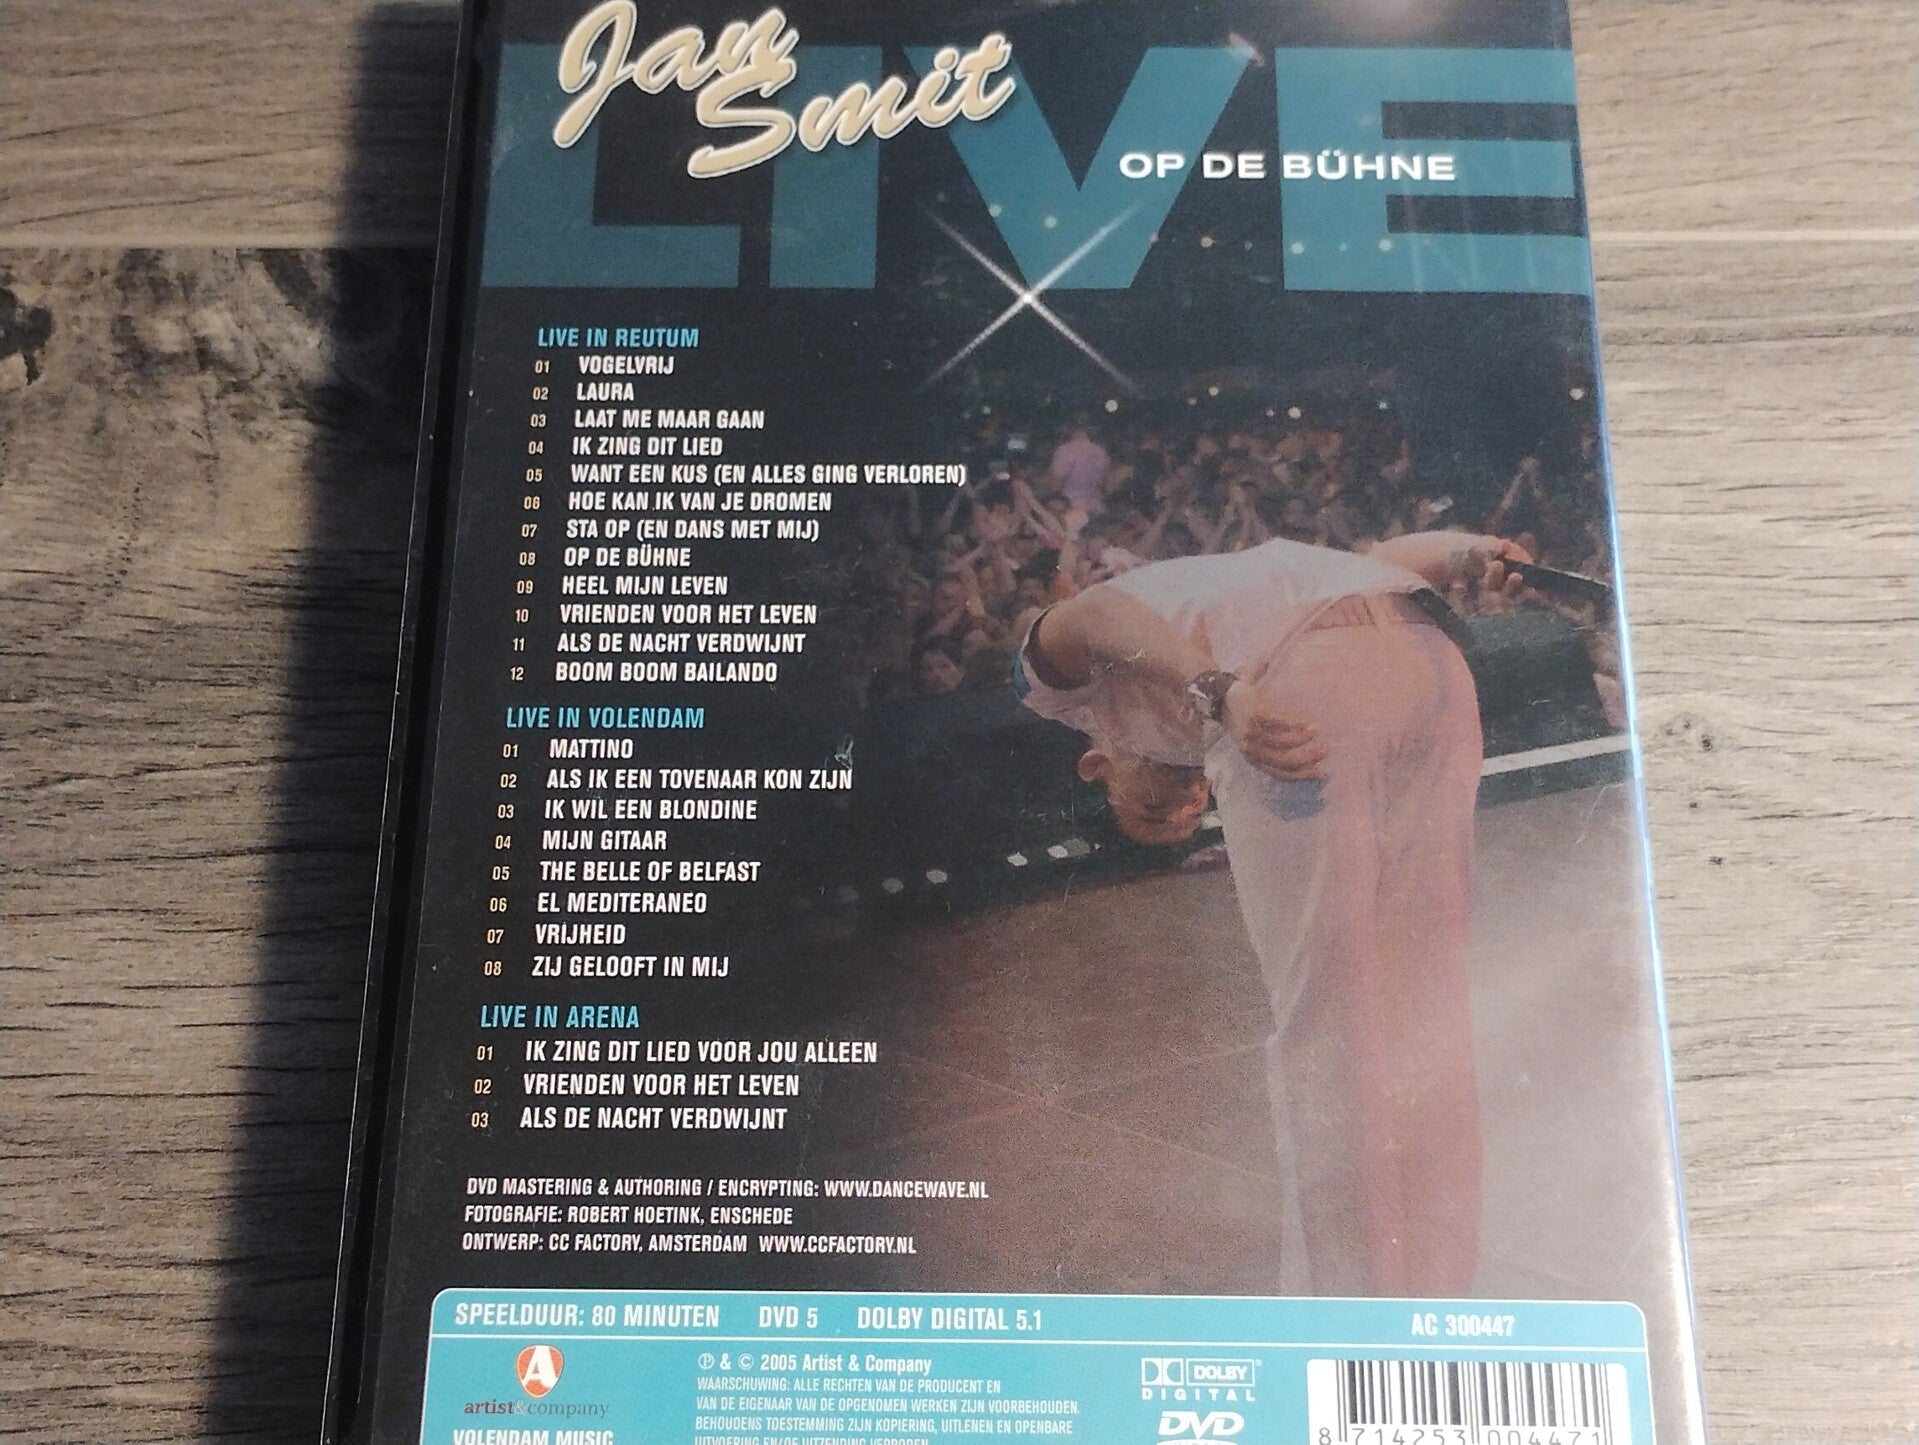 Jan Smit
LIVE
OP DE BÜHNE
LIVE IN REUTUM
01 VOGELVRIJ
02 LAURA
03 LAAT ME MAAR GAAN
04 IK ZING DIT LIED
05 WANT EEN KUS (EN ALLES GING VERLOREN)
06 HOE KAN IK VAN JE DROMEN
07 STA OP (EN DANS MET MIJ)
08 OP DE BÜHNE
09 HEEL MIJN LEVEN
10 VRIENDEN VOOR HET LEVEN
11 ALS DE NACHT VERDWIJNT
12 BOOM BOOM BAILANDO
LIVE IN VOLENDAM
01 MATTINO
02 ALS IK EEN TOVENAAR KON ZIJN
03 IK WIL EEN BLONDINE
04 MIJN GITAAR
05 THE BELLE OF BELFAST
06 EL MEDITERANEO
07 VRIJHEID
08 ZIJ GELOOFT IN MIJ
LIVE IN ARENA
01 IK ZING DIT LIED VOOR JOU ALLEEN
02 VRIENDEN VOOR HET LEVEN
03 ALS DE NACHT VERDWIJNT
DVD MASTERING & AUTHORING / ENCRYPTING: WWW.DANCEWAVE.NL
FOTOGRAFIE: ROBERT HOETINK, ENSCHEDE
ONTWERP: CC FACTORY, AMSTERDAM WWW.CCFACTORY.NL
SPEELDUUR: 80 MINUTEN DVD 5 DOLBY DIGITAL 5.1 AC 300447
A
artist&company
VOLENDAM MUSIC
℗ & © 2005 Artist & Company
WAARSCHUWING: ALLE RECHTEN VAN DE PRODUCENT EN
VAN DE EIGENAAR VAN DE OPGENOMEN WERKEN ZIJN VOORBEHOUDEN.
BEHOUDENS TOESTEMMING ZIJN KOPIERING, UITLENEN EN OPENBARE
UITVOERING EN/OF UITZENDING VERBODEN
DOLBY
DIGITAL
DVD
8 714253 004471